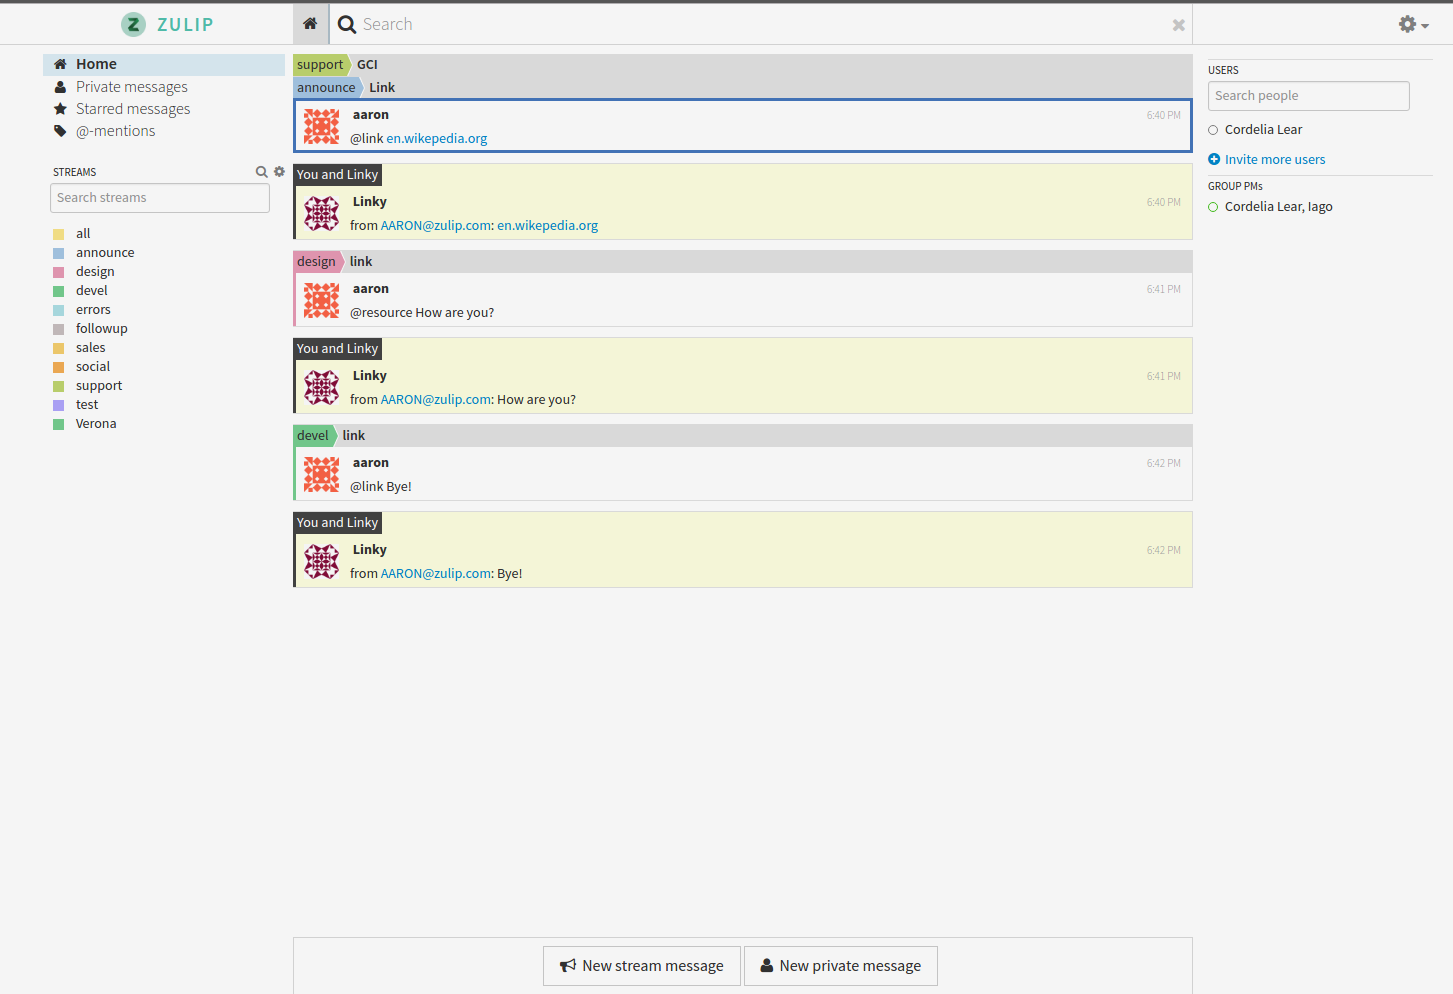 ZULIP
Search
Home
Private messages
Starred messages
@-mentions
STREAMS
Search streams
all
announce
design
devel
errors
followup
sales
social
support
test
Verona
support GCI
announce Link
aaron 6:40 PM
@link en.wikepedia.org
You and Linky
Linky 6:40 PM
from AARON@zulip.com: en.wikepedia.org
design link
aaron 6:41 PM
@resource How are you?
You and Linky
Linky 6:41 PM
from AARON@zulip.com: How are you?
devel link
aaron 6:42 PM
@link Bye!
You and Linky
Linky 6:42 PM
from AARON@zulip.com: Bye!
New stream message
New private message
USERS
Search people
Cordelia Lear
Invite more users
GROUP PMs
Cordelia Lear, Iago